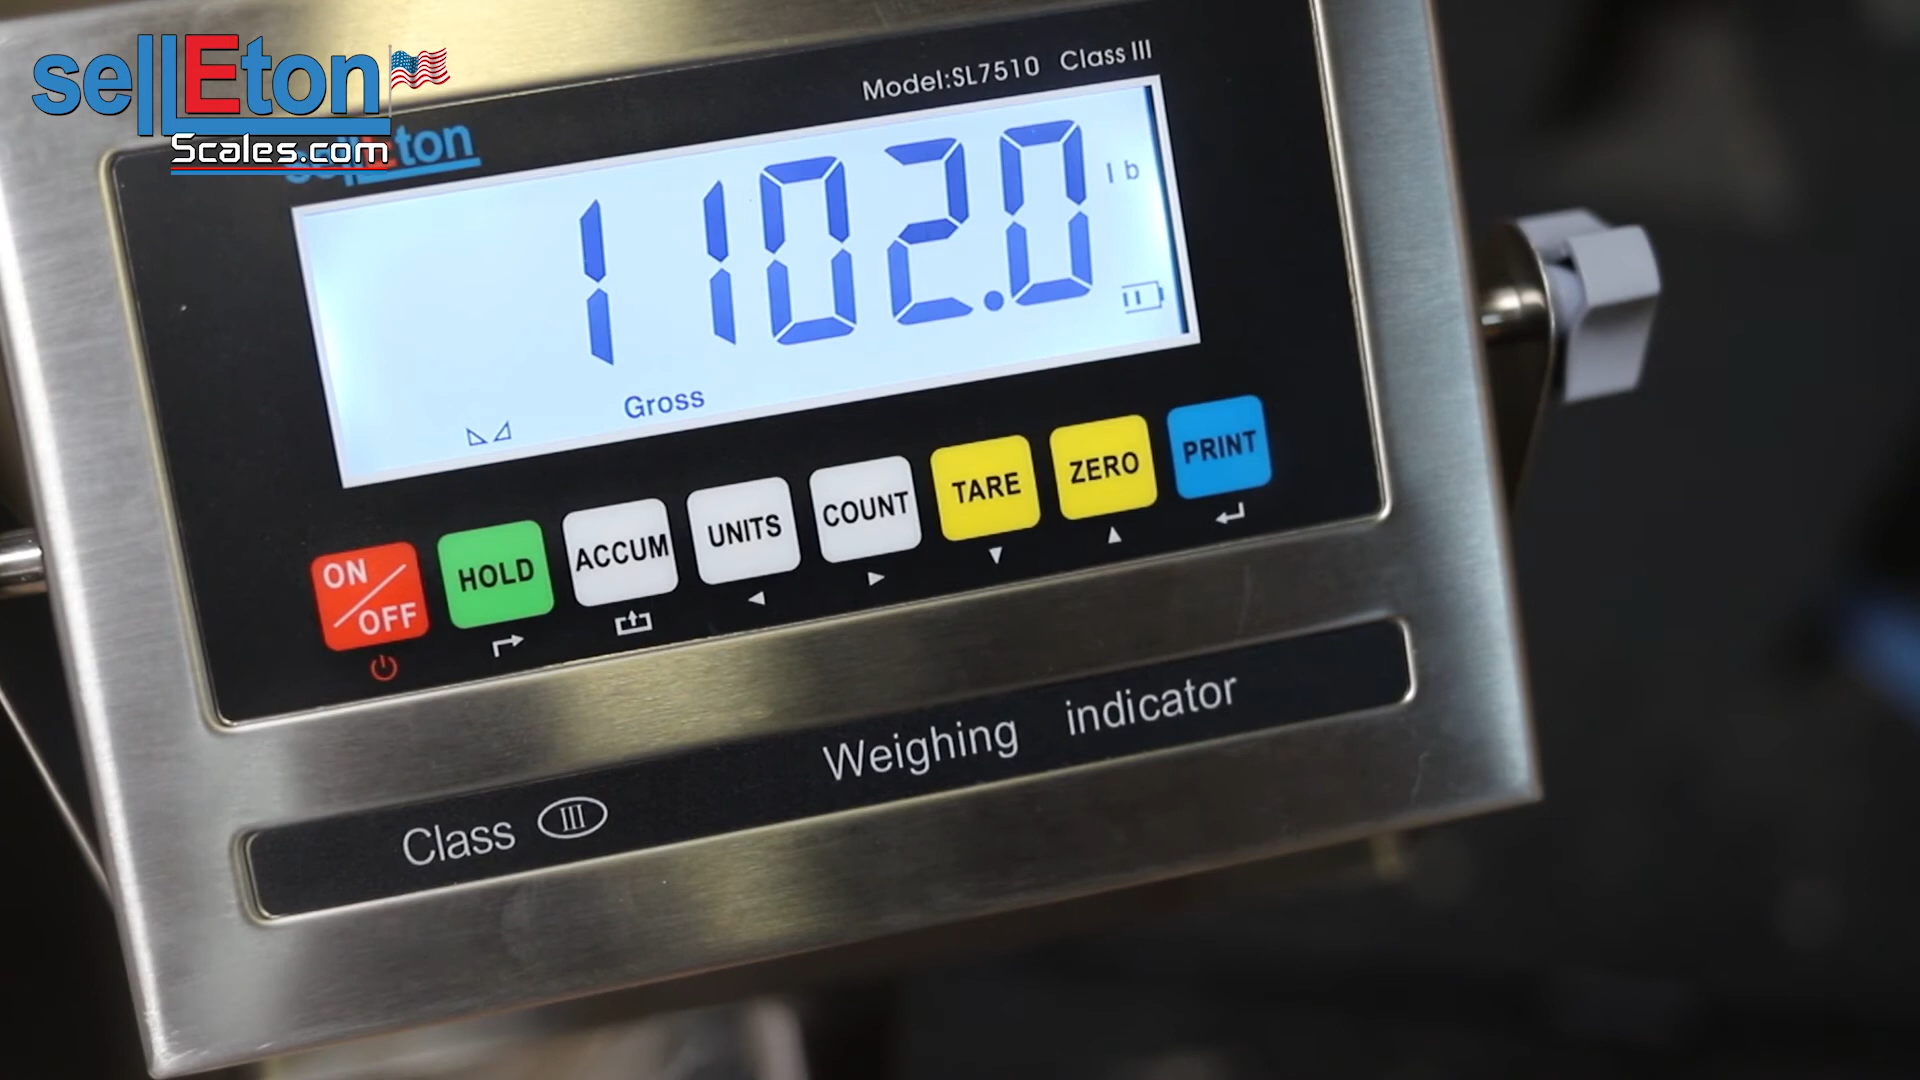 sellEton
Scales.com
sellEton
Model:SL7510 Class III
1102.0 lb
Gross
ON/OFF
HOLD
ACCUM
UNITS
COUNT
TARE
ZERO
PRINT
Class III Weighing indicator